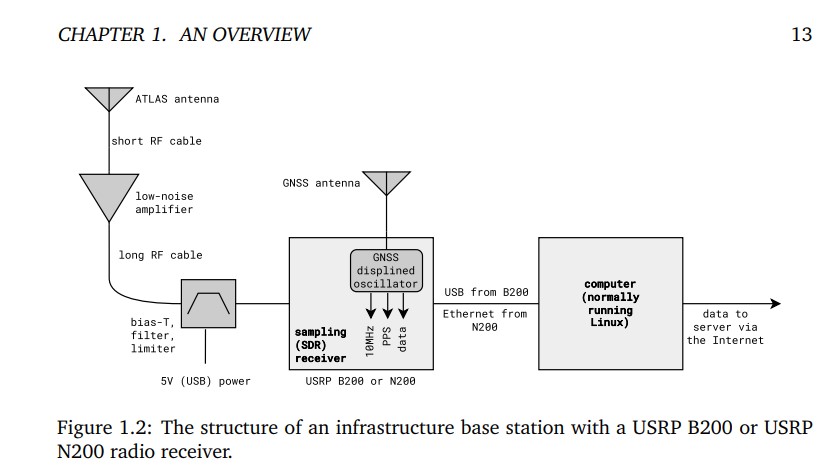 CHAPTER 1. AN OVERVIEW 13
ATLAS antenna
short RF cable
GNSS antenna
low-noise
amplifier
long RF cable
GNSS
displined
oscillator
10MHz
PPS
data
sampling
(SDR)
receiver
USRP B200 or N200
bias-T,
filter,
limiter
5V (USB) power
USB from B200
Ethernet from
N200
computer
(normally
running
Linux)
data to
server via
the Internet
Figure 1.2: The structure of an infrastructure base station with a USRP B200 or USRP
N200 radio receiver.